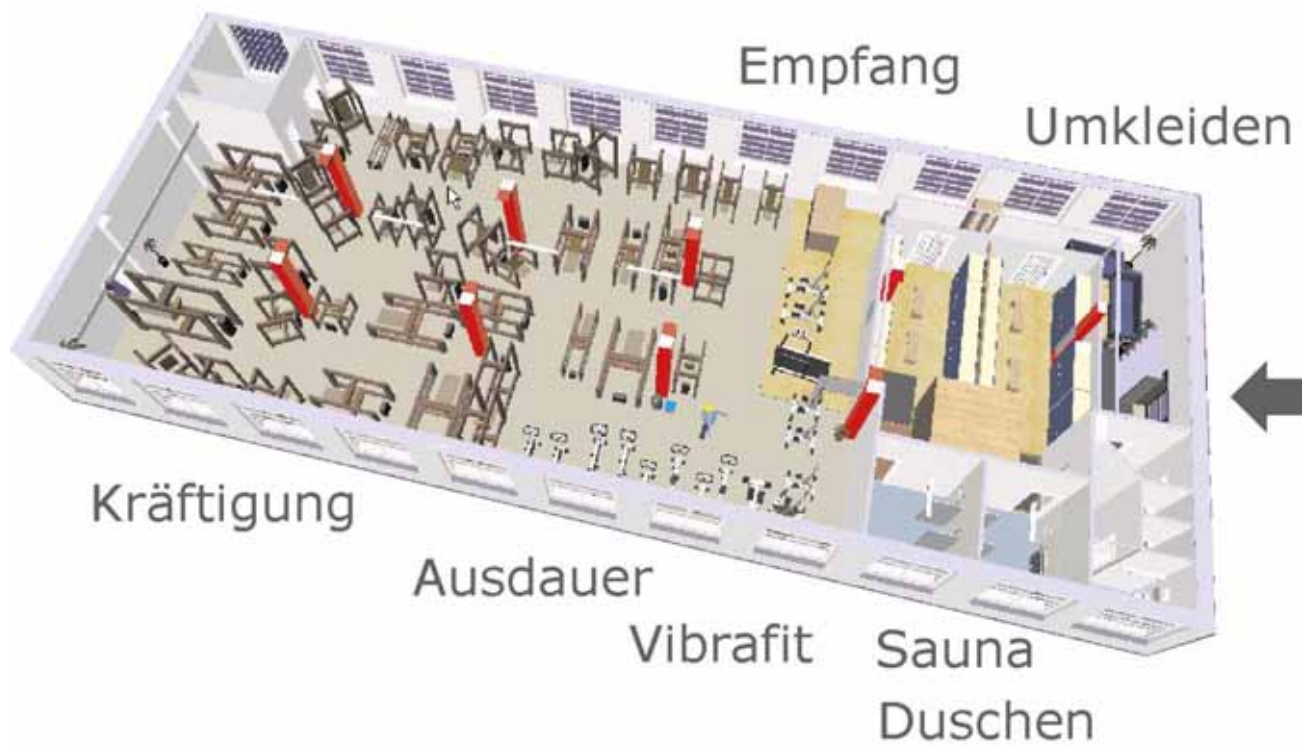 Empfang
Umkleiden
Kräftigung
Ausdauer
Vibrafit
Sauna
Duschen